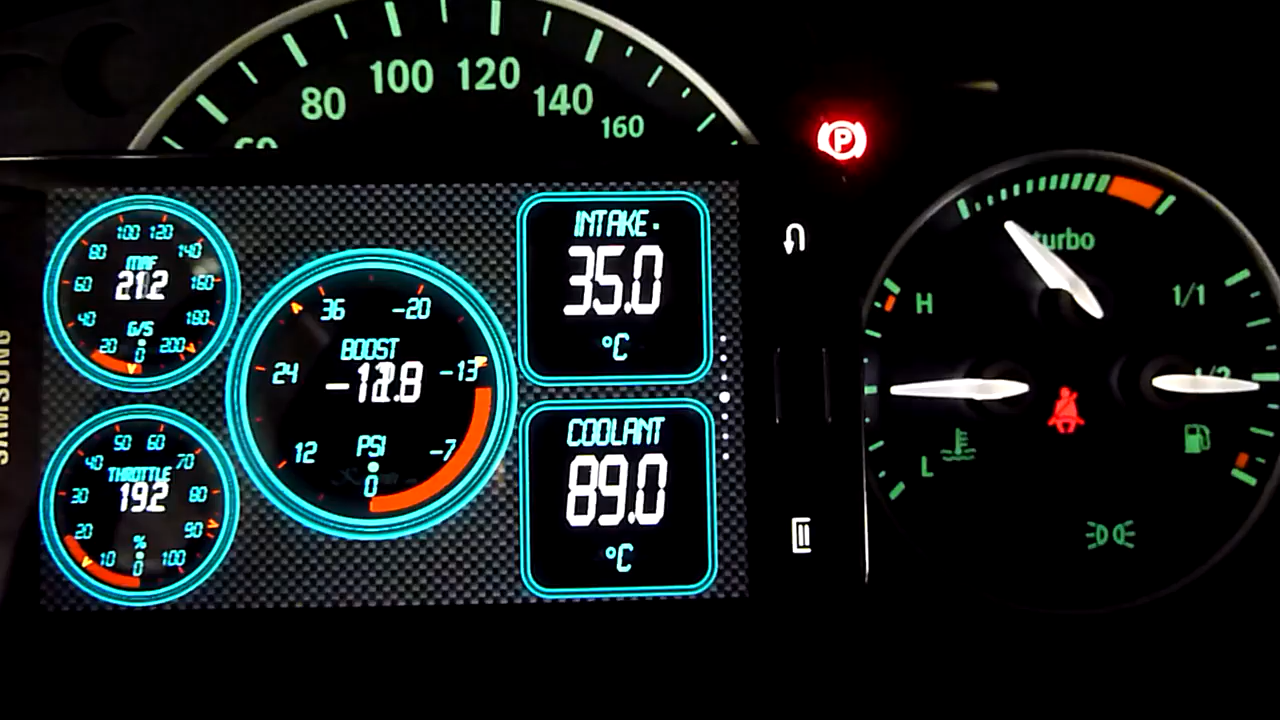 80
100
120
140
160
SAMSUNG
20
40
60
80
100
120
140
160
180
200
MAF
21.2
G/S
0
10
20
30
40
50
60
70
80
90
100
THROTTLE
19.2
%
0
12
24
36
-20
-13
-7
BOOST
PSI
0
INTAKE
35.0
°C
COOLANT
89.0
°C
P
turbo
H
L
1/1
1/2